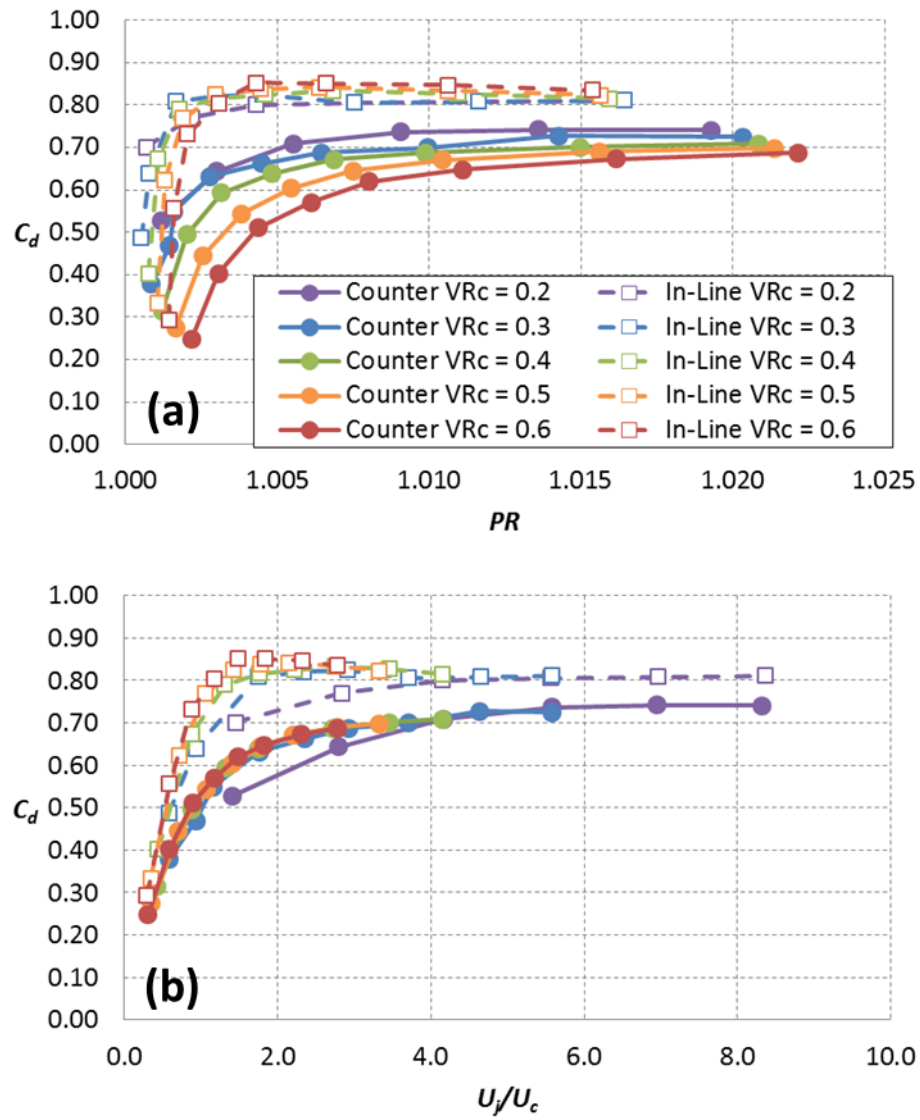 1.00
0.90
0.80
0.70
0.60
0.50
0.40
0.30
0.20
0.10
0.00
C_d
Counter VRc = 0.2 In-Line VRc = 0.2
Counter VRc = 0.3 In-Line VRc = 0.3
Counter VRc = 0.4 In-Line VRc = 0.4
Counter VRc = 0.5 In-Line VRc = 0.5
Counter VRc = 0.6 In-Line VRc = 0.6
(a)
1.000 1.005 1.010 1.015 1.020 1.025
PR
1.00
0.90
0.80
0.70
0.60
0.50
0.40
0.30
0.20
0.10
0.00
C_d
(b)
0.0 2.0 4.0 6.0 8.0 10.0
U_j/U_c